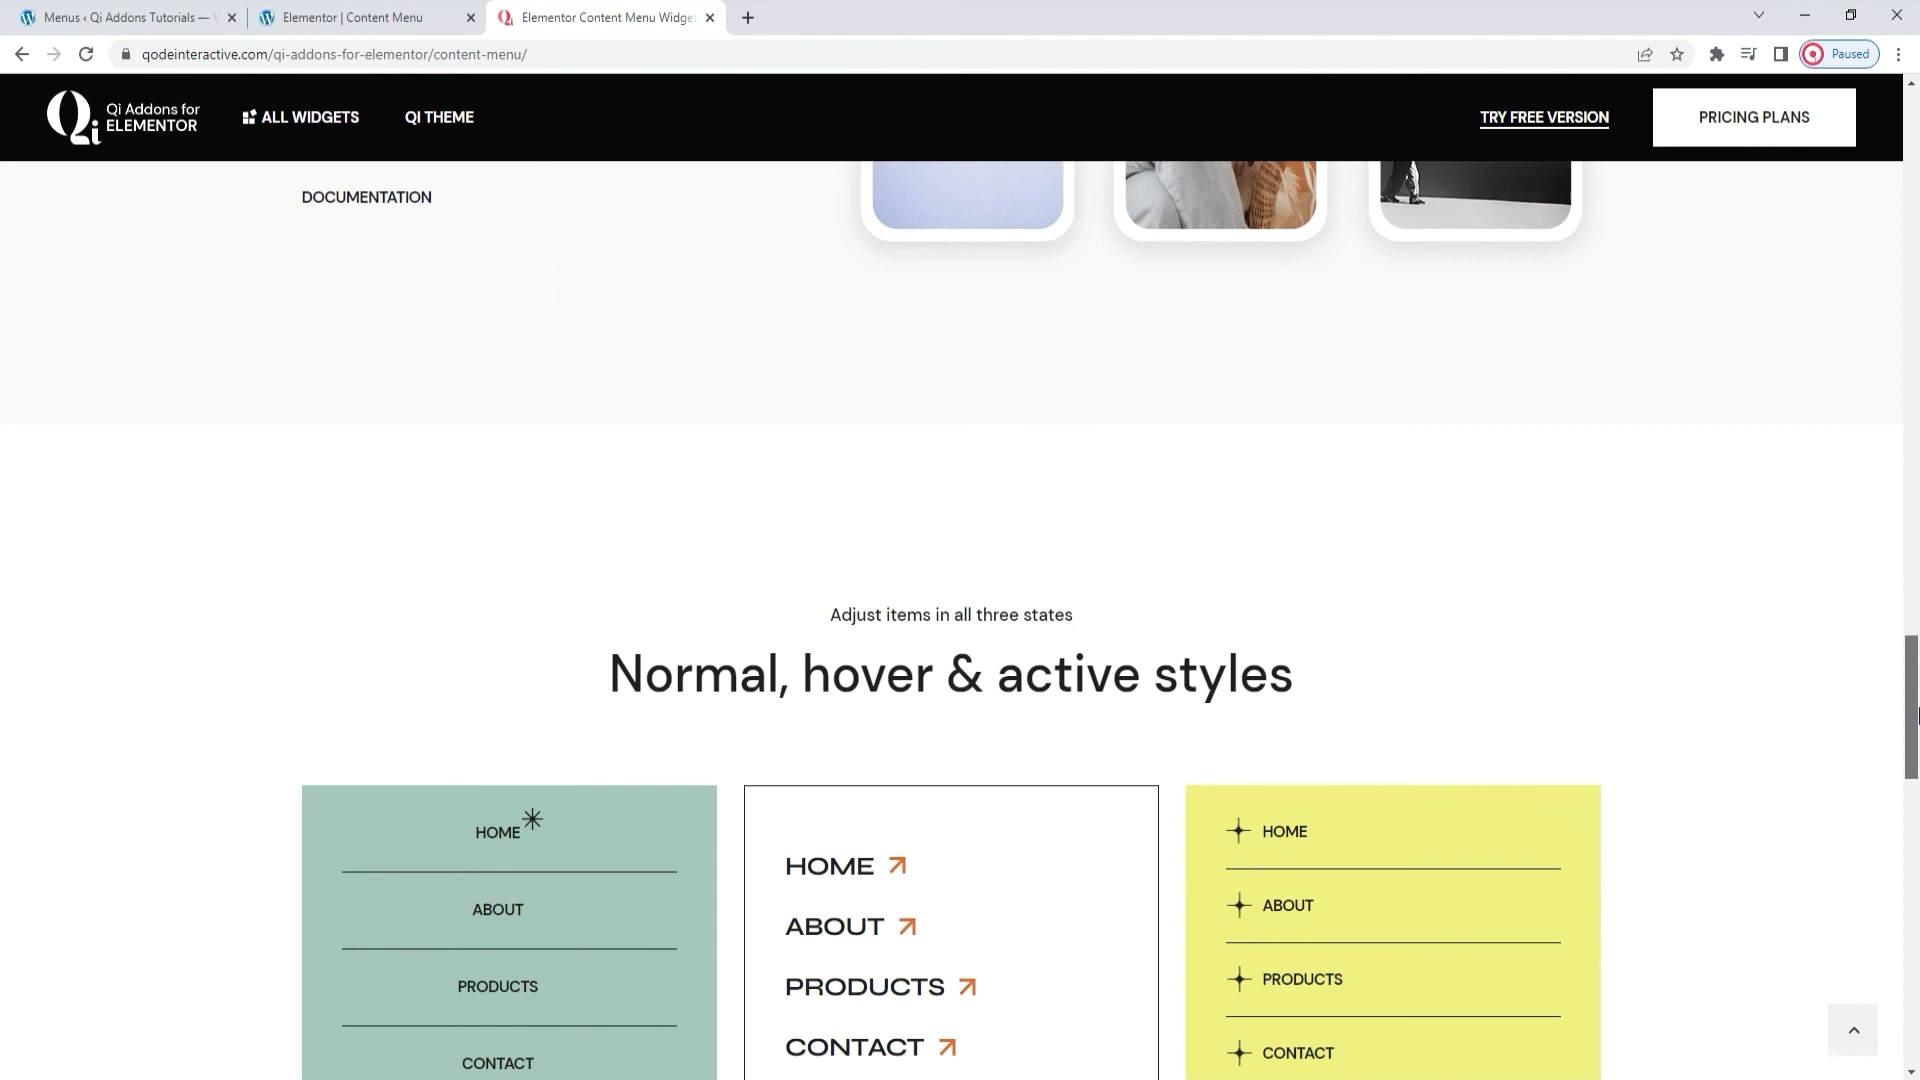 Menus ‹ Qi Addons Tutorials —
Elementor | Content Menu
Elementor Content Menu Widge
qodeinteractive.com/qi-addons-for-elementor/content-menu/
Paused
Qi Addons for
ELEMENTOR
ALL WIDGETS
QI THEME
TRY FREE VERSION
PRICING PLANS
DOCUMENTATION
Adjust items in all three states
Normal, hover & active styles
HOME
ABOUT
PRODUCTS
CONTACT
HOME
ABOUT
PRODUCTS
CONTACT
HOME
ABOUT
PRODUCTS
CONTACT